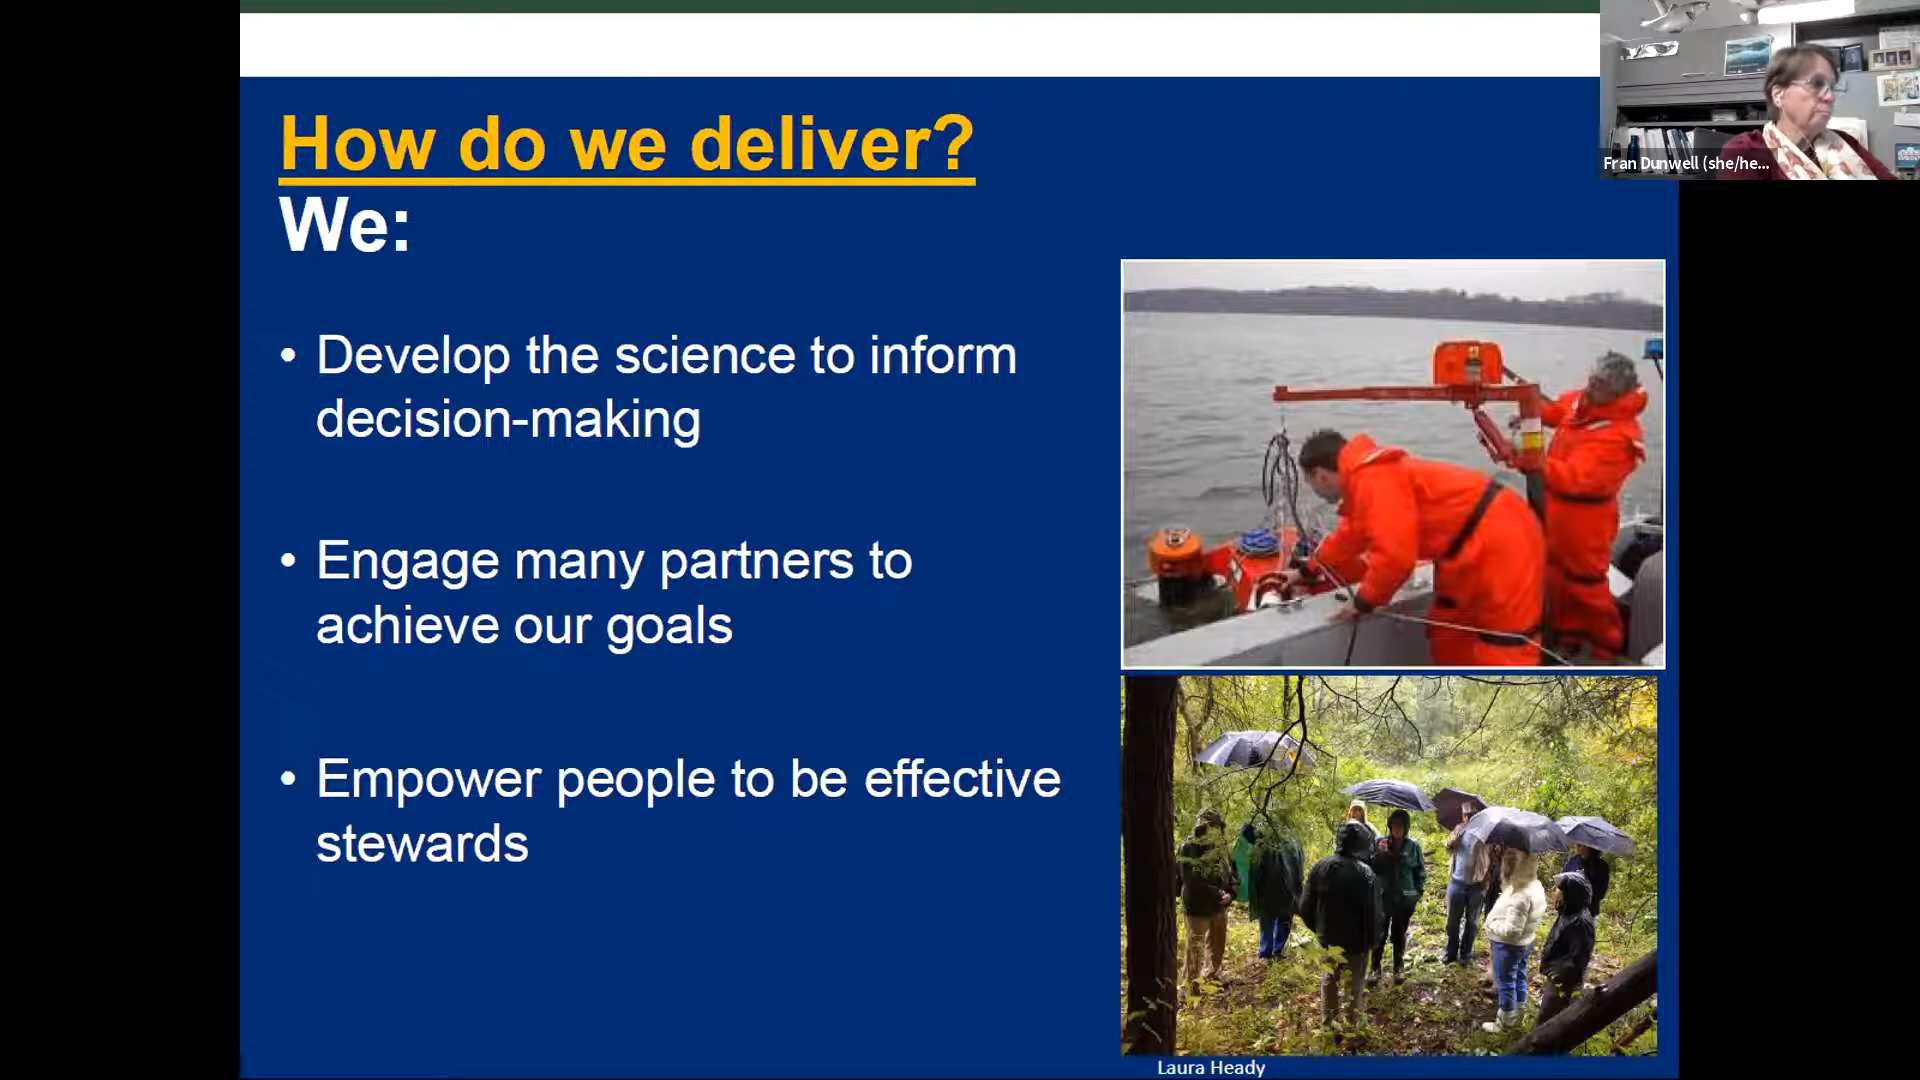 How do we deliver?
We:
• Develop the science to inform
decision-making
• Engage many partners to
achieve our goals
• Empower people to be effective
stewards
Fran Dunwell (she/he...
Laura Heady